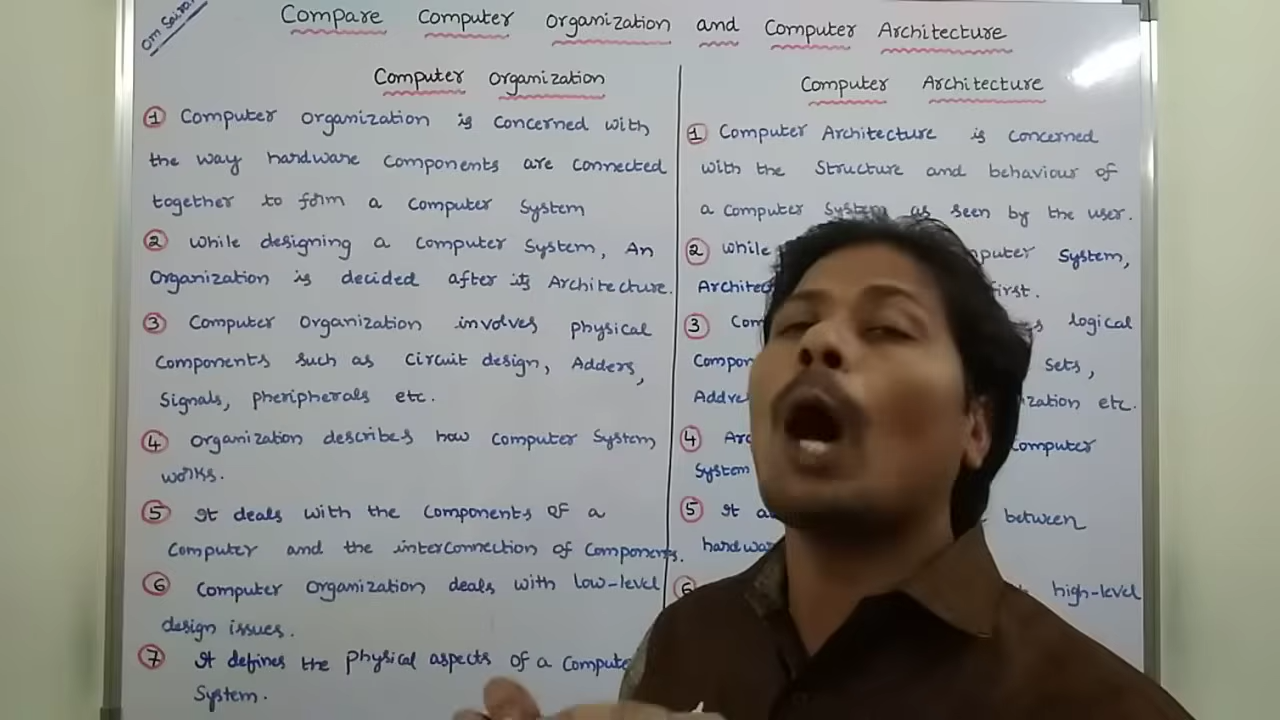 Om Sairam
Compare Computer organization and Computer Architecture
Computer Organization
① Computer organization is concerned with
the way hardware components are connected
together to form a computer system
② While designing a computer system, An
Organization is decided after its Architecture.
③ Computer Organization involves physical
Components such as circuit design, Adders,
Signals, pheripherals etc.
④ organization describes how computer system
works.
⑤ It deals with the components of a
Computer and the interconnection of components.
⑥ Computer organization deals with low-level
design issues.
⑦ It defines the physical aspects of a Compute
System.
Computer Architecture
① Computer Architecture is concerned
with the structure and behaviour of
a computer system as seen by the user.
② While puter system,
Architec irst.
③ Com s logical
Compon sets,
Addre ization etc.
④ Arc Computer
System
⑤ It a between
hardwa
⑥ high-level